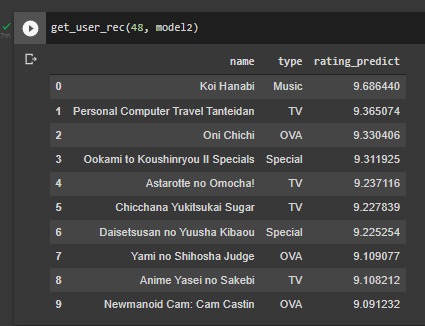 get_user_rec(48, model2)
name type rating_predict
0 Koi Hanabi Music 9.686440
1 Personal Computer Travel Tanteidan TV 9.365074
2 Oni Chichi OVA 9.330406
3 Ookami to Koushinryou II Specials Special 9.311925
4 Astarotte no Omocha! TV 9.237116
5 Chicchana Yukitsukai Sugar TV 9.227839
6 Daisetsusan no Yuusha Kibaou Special 9.225254
7 Yami no Shihosha Judge OVA 9.109077
8 Anime Yasei no Sakebi TV 9.108212
9 Newmanoid Cam: Cam Castin OVA 9.091232